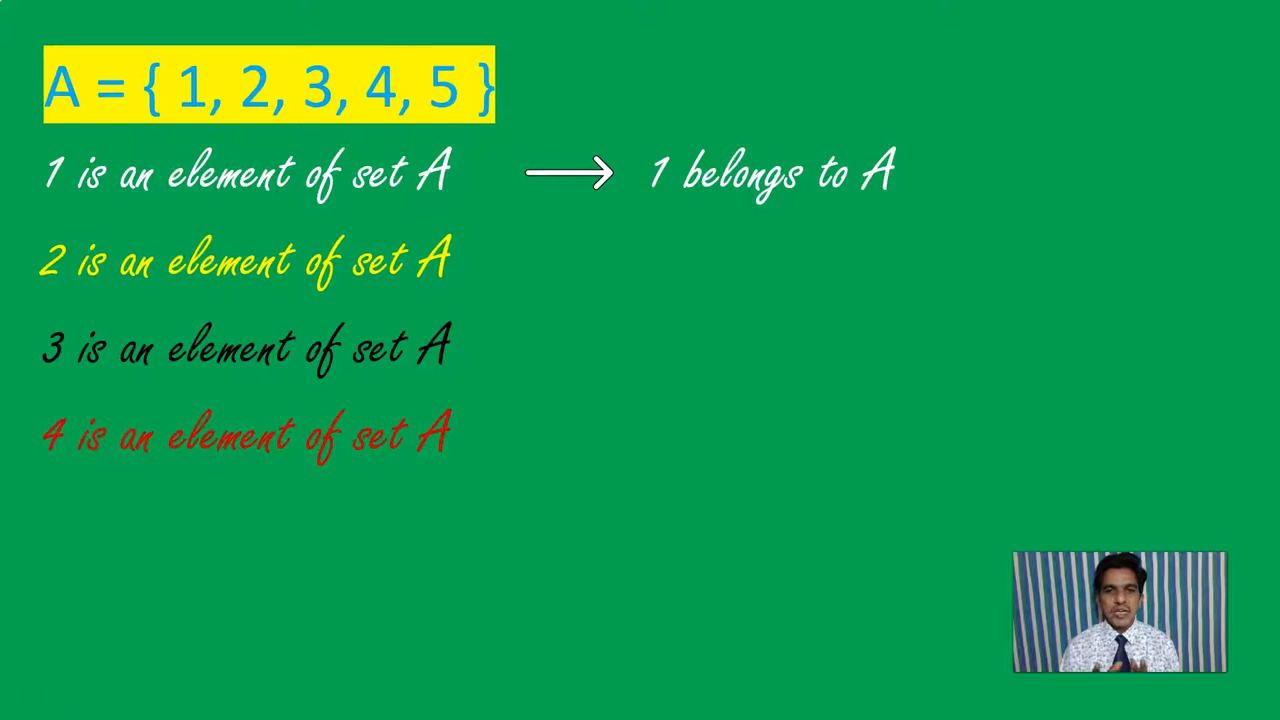 A = { 1, 2, 3, 4, 5 }
1 is an element of set A → 1 belongs to A
2 is an element of set A
3 is an element of set A
4 is an element of set A